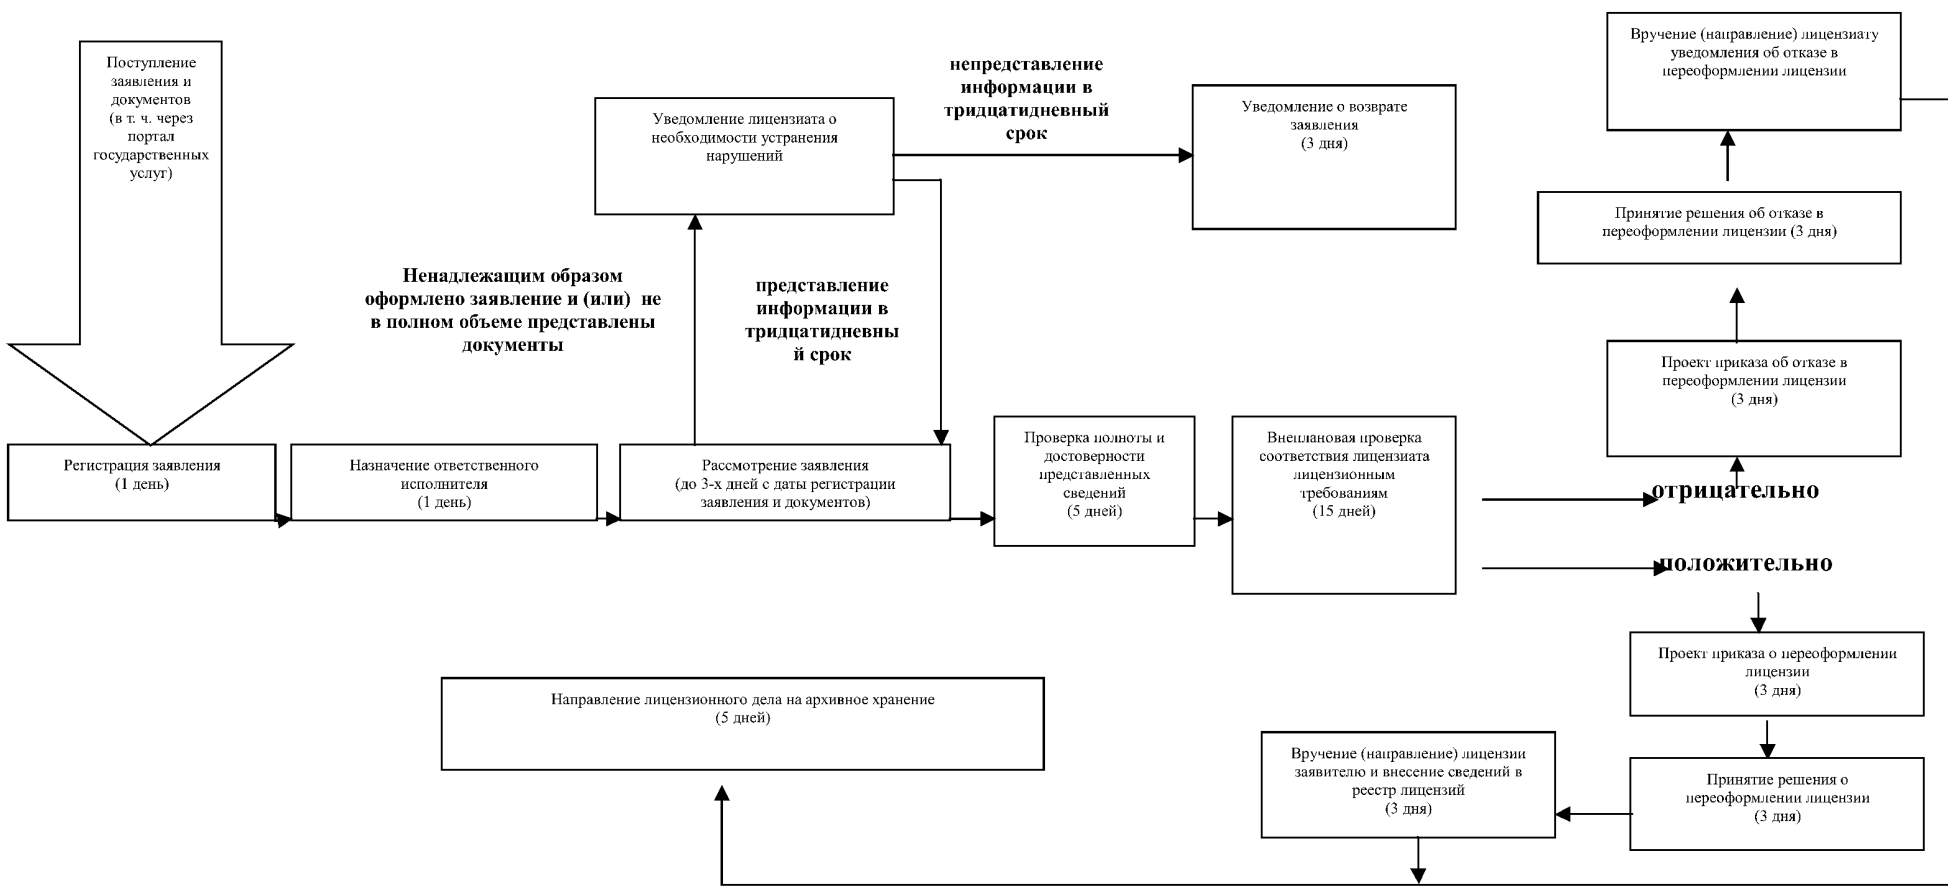 Поступление
заявления и
документов
(в т. ч. через
портал
государственных
услуг)
Регистрация заявления
(1 день)
Назначение ответственного
исполнителя
(1 день)
Рассмотрение заявления
(до 3-х дней с даты регистрации
заявления и документов)
Ненадлежащим образом
оформлено заявление и (или) не
в полном объеме представлены
документы
Уведомление лицензиата о
необходимости устранения
нарушений
непредставление
информации в
тридцатидневный
срок
Уведомление о возврате
заявления
(3 дня)
представление
информации в
тридцатидневны
й срок
Проверка полноты и
достоверности
представленных
сведений
(5 дней)
Внеплановая проверка
соответствия лицензиата
лицензионным
требованиям
(15 дней)
отрицательно
Проект приказа об отказе в
переоформлении лицензии
(3 дня)
Принятие решения об отказе в
переоформлении лицензии (3 дня)
Вручение (направление) лицензиату
уведомления об отказе в
переоформлении лицензии
положительно
Проект приказа о переоформлении
лицензии
(3 дня)
Принятие решения о
переоформлении лицензии
(3 дня)
Вручение (направление) лицензии
заявителю и внесение сведений в
реестр лицензий
(3 дня)
Направление лицензионного дела на архивное хранение
(5 дней)